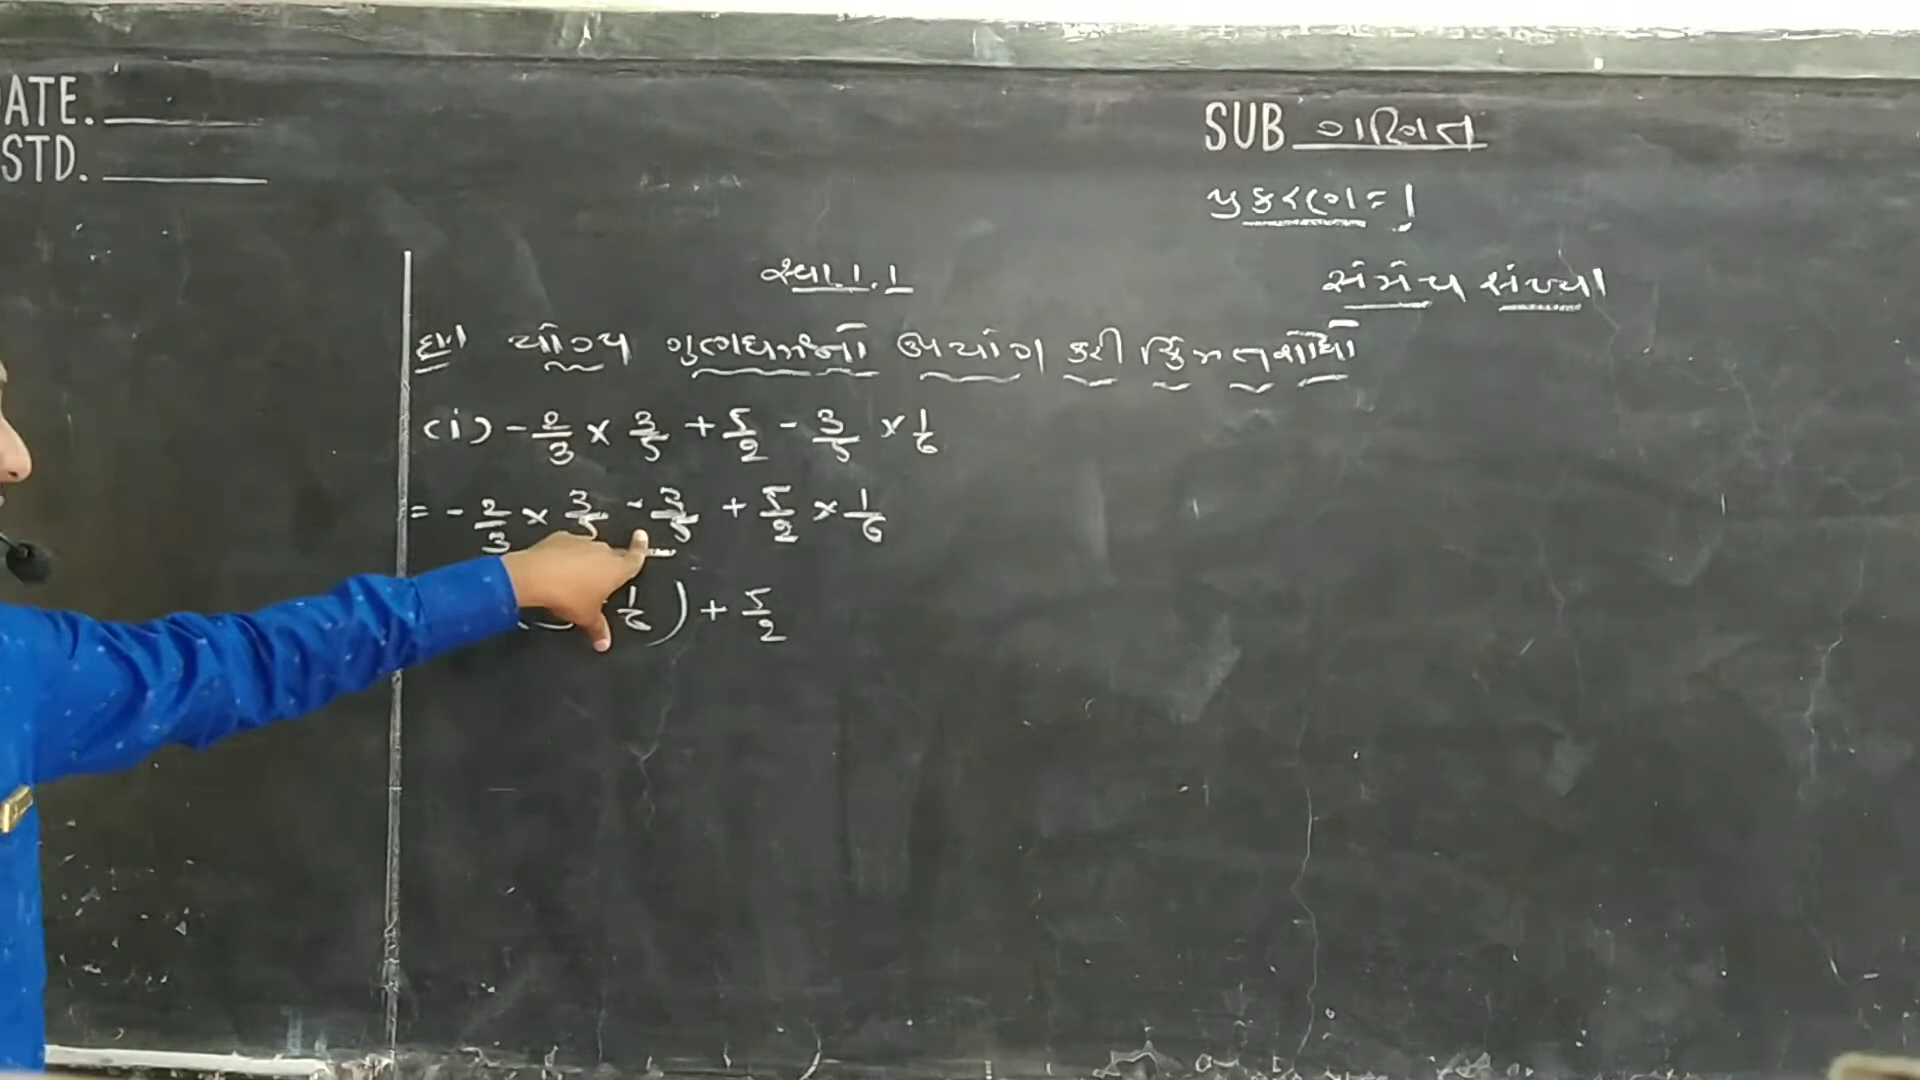 DATE.
STD.
SUB ગણિત
પ્રકરણ = 1
સ્વા. 1.1
સંમેય સંખ્યા
દા.1 યોગ્ય ગુણધર્મનો ઉપયોગ કરી કિંમત શોધો
(i) - 2/3 × 3/5 + 5/2 - 3/5 × 1/6
= - 2/3 × 3/5 - 3/5 + 5/2 × 1/6
1/6 ) + 5/2